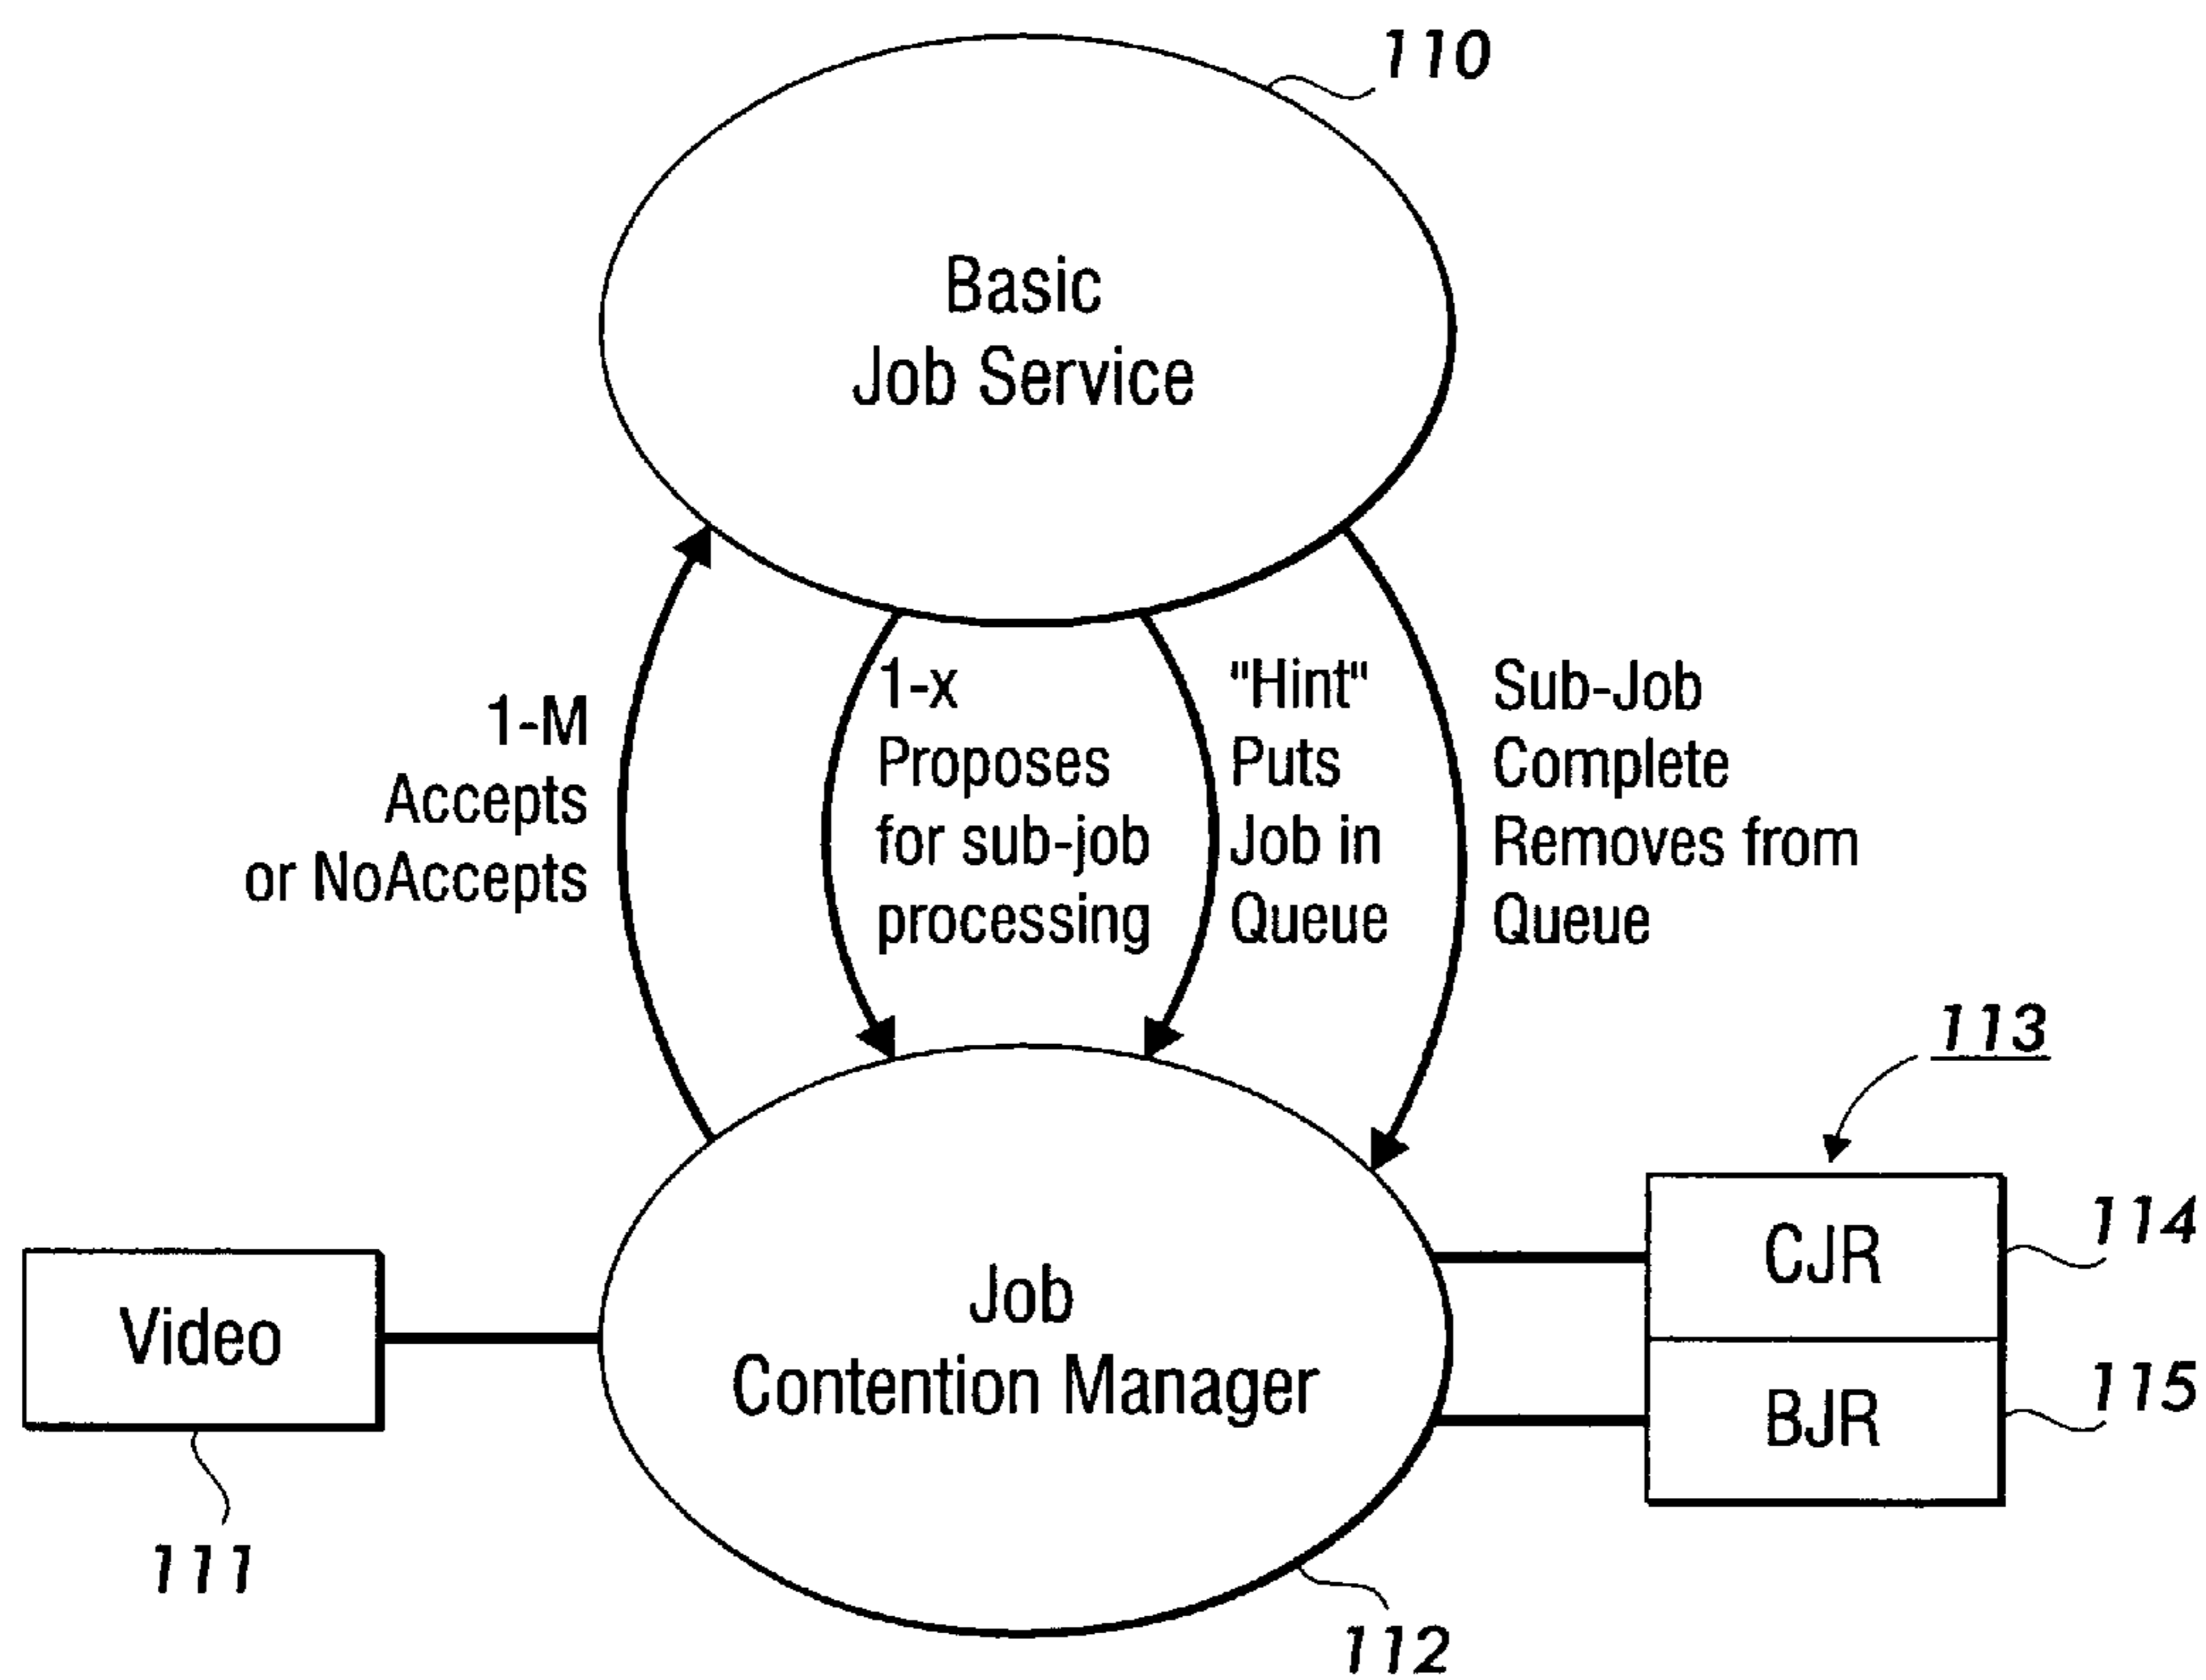 110
Basic
Job Service
1-M
Accepts
or NoAccepts
1-x
Proposes
for sub-job
processing
"Hint"
Puts
Job in
Queue
Sub-Job
Complete
Removes from
Queue
113
CJR
114
BJR
115
Video
111
Job
Contention Manager
112